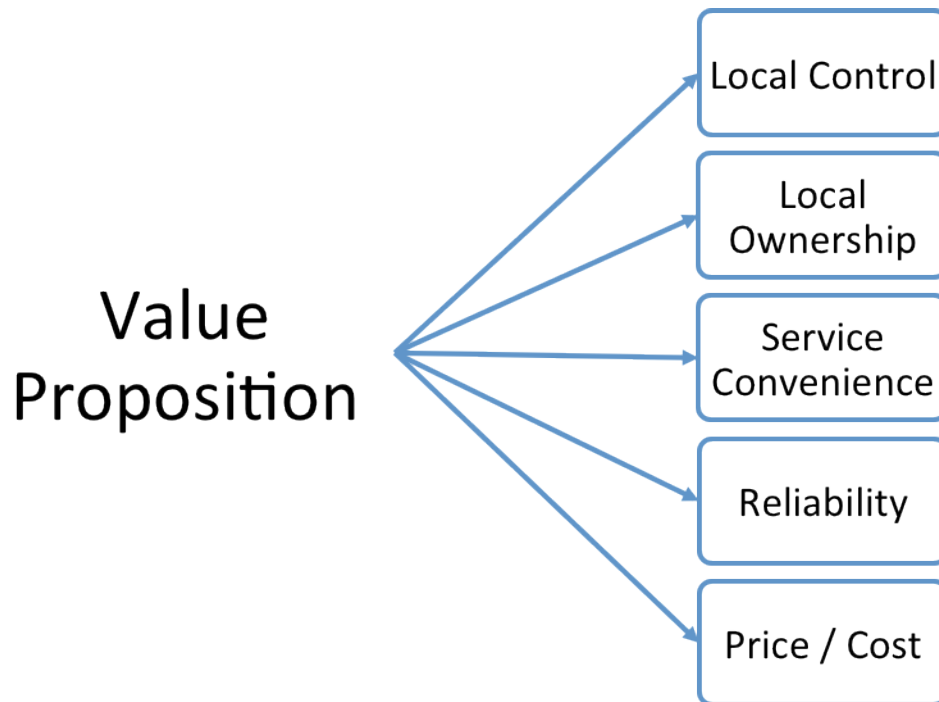 Value
Proposition
Local Control
Local
Ownership
Service
Convenience
Reliability
Price / Cost